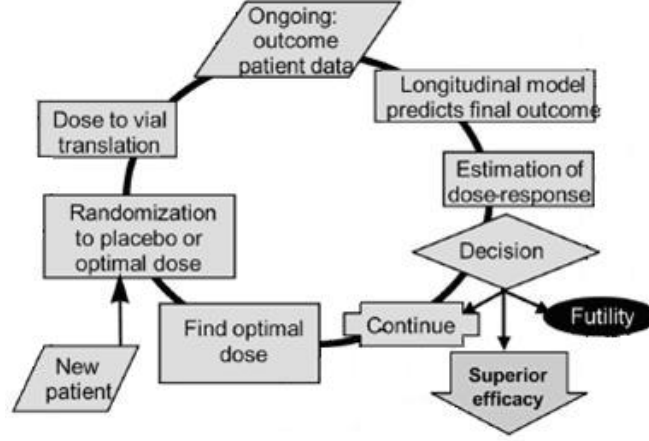 Ongoing:
outcome
patient data
Longitudinal model
predicts final outcome
Dose to vial
translation
Estimation of
dose-response
Randomization
to placebo or
optimal dose
Decision
Continue
Futility
Find optimal
dose
New
patient
Superior
efficacy